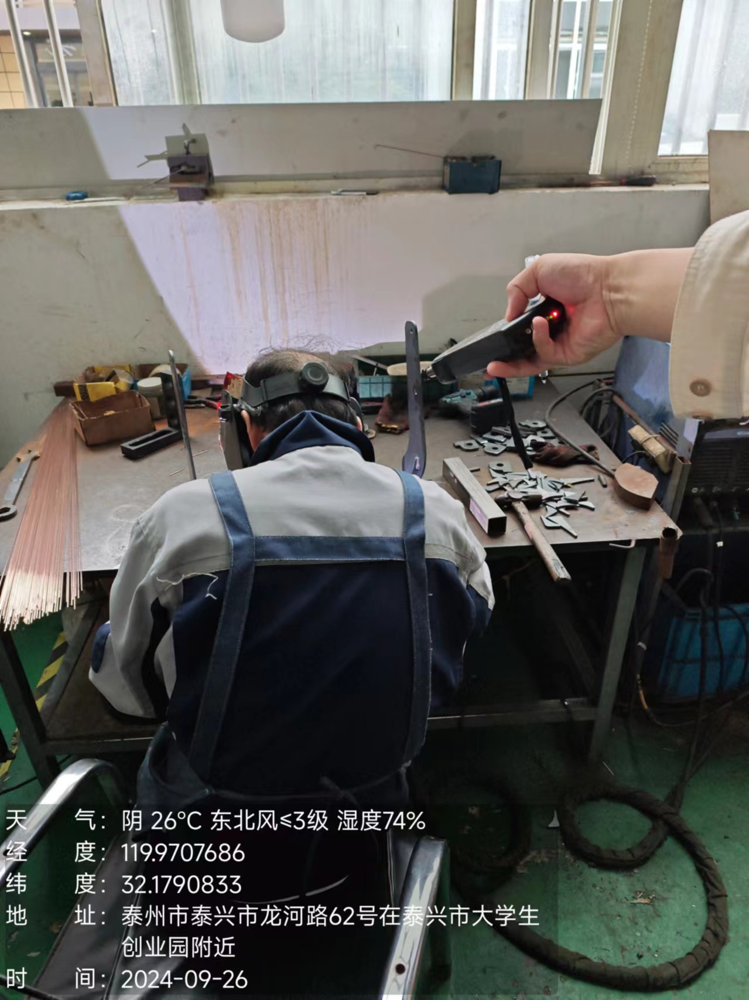 天 气：阴 26℃ 东北风≤3级 湿度74%
经 度：119.9707686
纬 度：32.1790833
地 址：泰州市泰兴市龙河路62号在泰兴市大学生
创业园附近
时 间：2024-09-26